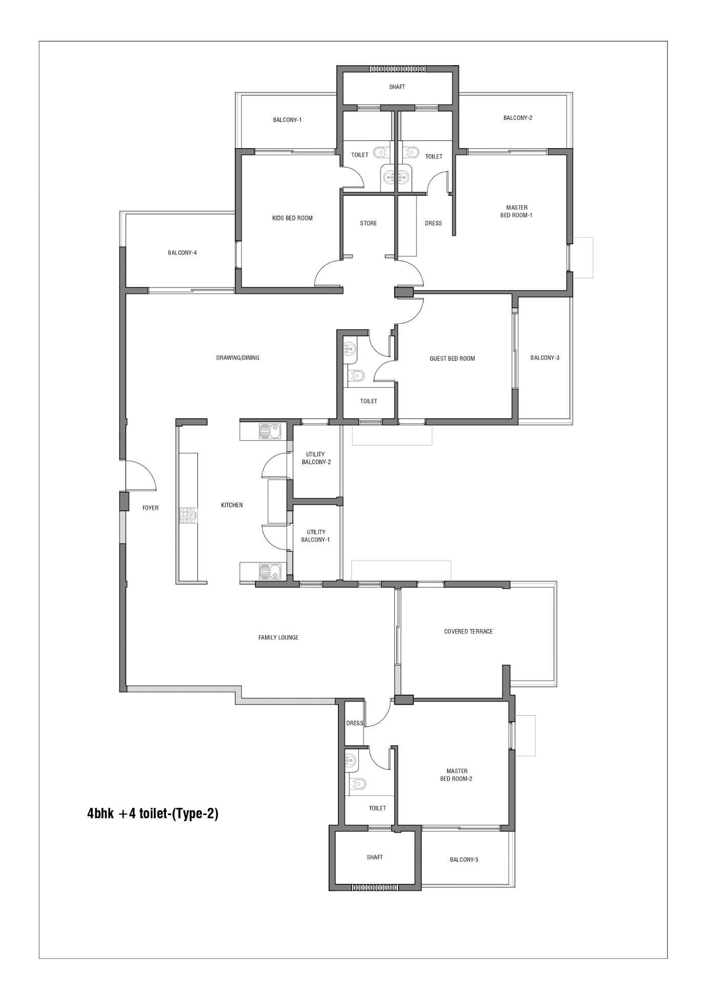 SHAFT
BALCONY-1
BALCONY-2
TOILET
TOILET
MASTER
BED ROOM-1
KIDS BED ROOM
STORE
DRESS
BALCONY-4
DRAWING/DINING
GUEST BED ROOM
BALCONY-3
TOILET
UTILITY
BALCONY-2
FOYER
KITCHEN
UTILITY
BALCONY-1
FAMILY LOUNGE
COVERED TERRACE
DRESS
MASTER
BED ROOM-2
TOILET
4bhk +4 toilet-(Type-2)
SHAFT
BALCONY-5